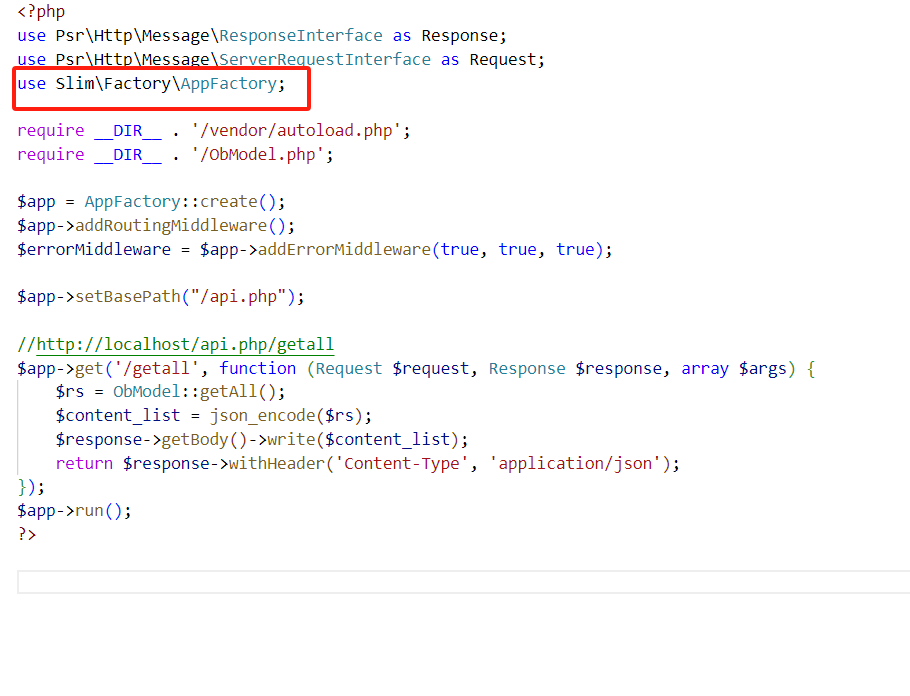 <?php
use Psr\Http\Message\ResponseInterface as Response;
use Psr\Http\Message\ServerRequestInterface as Request;
use Slim\Factory\AppFactory;
require __DIR__ . '/vendor/autoload.php';
require __DIR__ . '/ObModel.php';
$app = AppFactory::create();
$app->addRoutingMiddleware();
$errorMiddleware = $app->addErrorMiddleware(true, true, true);
$app->setBasePath("/api.php");
//http://localhost/api.php/getall
$app->get('/getall', function (Request $request, Response $response, array $args) {
    $rs = ObModel::getAll();
    $content_list = json_encode($rs);
    $response->getBody()->write($content_list);
    return $response->withHeader('Content-Type', 'application/json');
});
$app->run();
?>